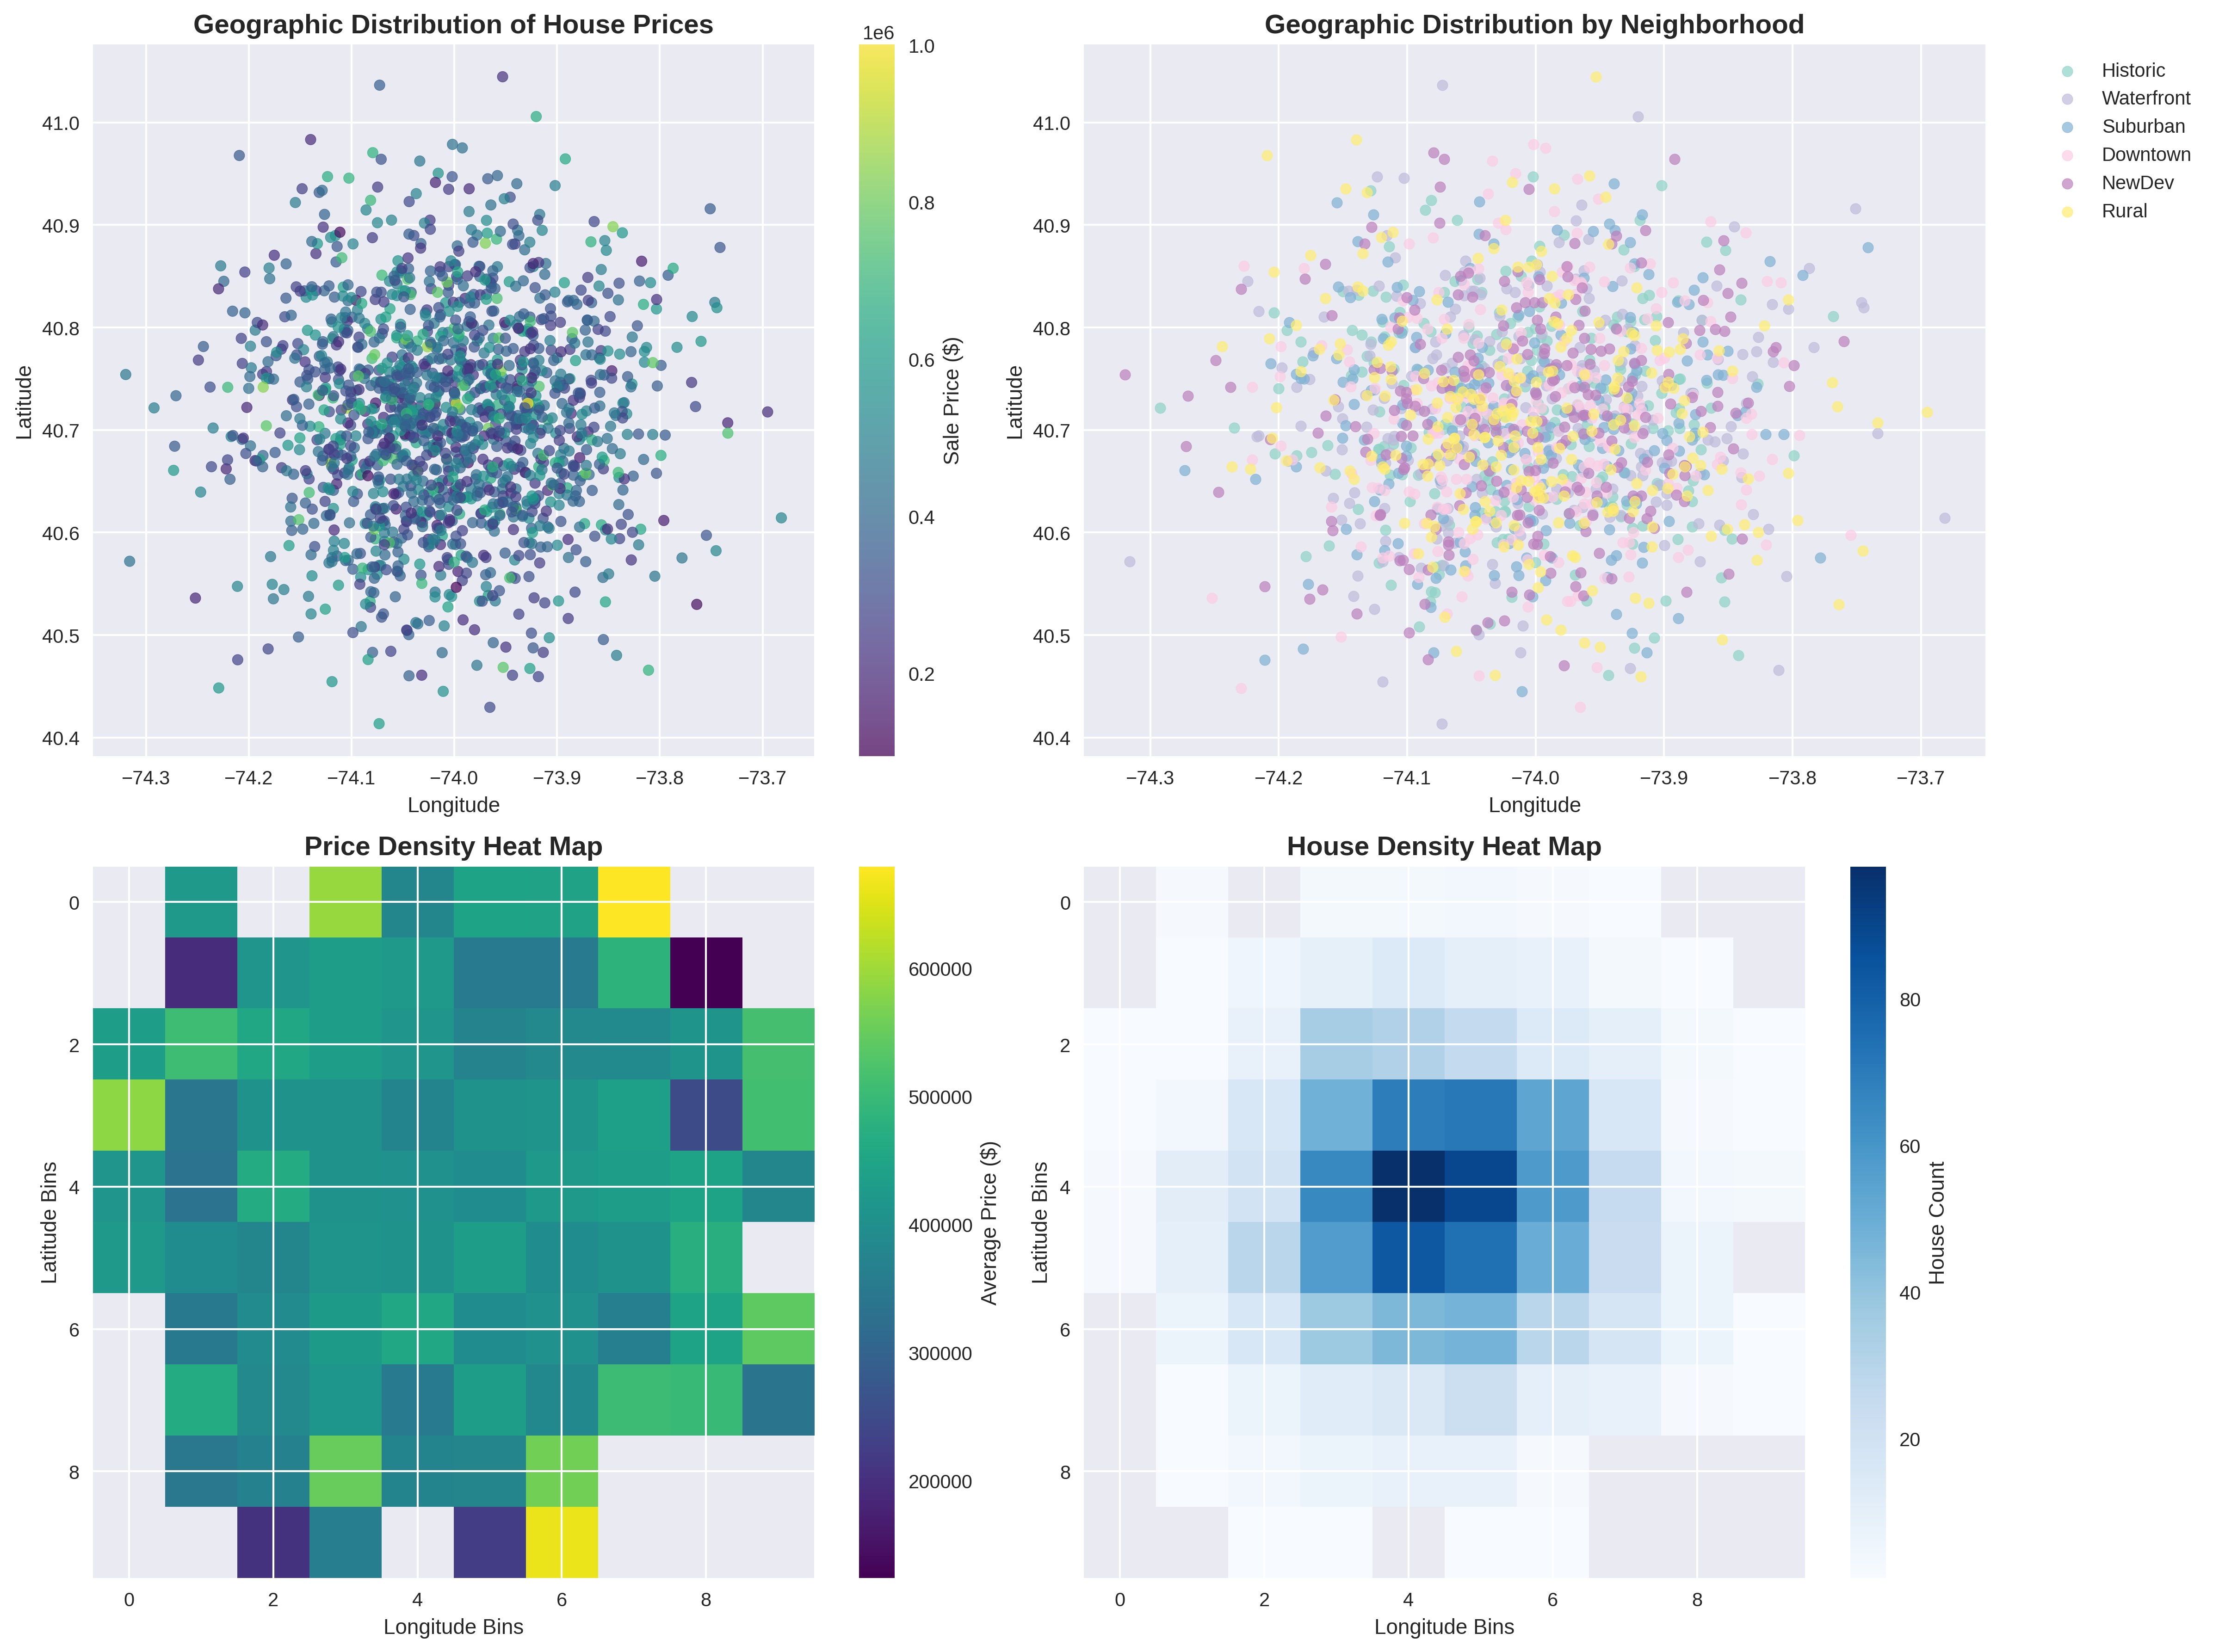 Geographic Distribution of House Prices
1e6
41.0
40.9
40.8
40.7
40.6
40.5
40.4
Latitude
−74.3 −74.2 −74.1 −74.0 −73.9 −73.8 −73.7
Longitude
1.0
0.8
0.6
0.4
0.2
Sale Price ($)
Geographic Distribution by Neighborhood
41.0
40.9
40.8
40.7
40.6
40.5
40.4
Latitude
−74.3 −74.2 −74.1 −74.0 −73.9 −73.8 −73.7
Longitude
Historic
Waterfront
Suburban
Downtown
NewDev
Rural
Price Density Heat Map
0
2
4
6
8
Latitude Bins
0 2 4 6 8
Longitude Bins
600000
500000
400000
300000
200000
Average Price ($)
House Density Heat Map
0
2
4
6
8
Latitude Bins
0 2 4 6 8
Longitude Bins
80
60
40
20
House Count